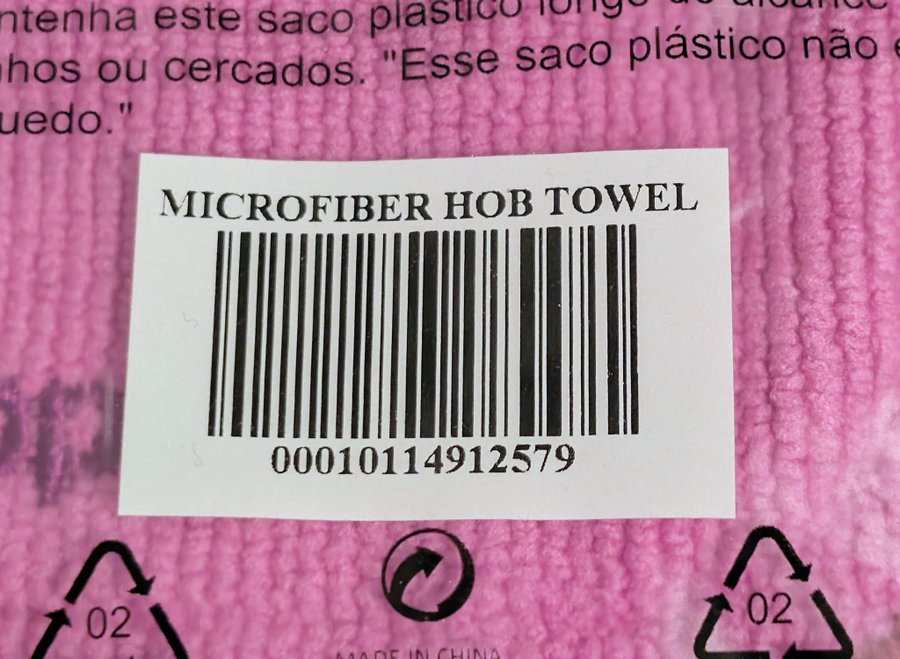 ntenha este saco plástico longe do alcance
nhos ou cercados. "Esse saco plástico não é
uedo."
MICROFIBER HOB TOWEL
00010114912579
02
02
MADE IN CHINA